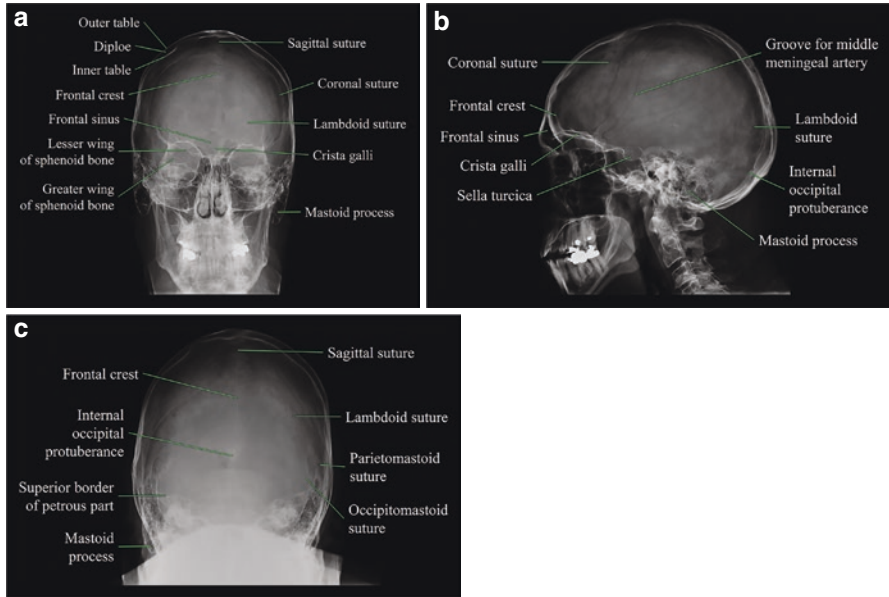 a
Outer table
Diploe
Inner table
Frontal crest
Frontal sinus
Lesser wing
of sphenoid bone
Greater wing
of sphenoid bone
Sagittal suture
Coronal suture
Lambdoid suture
Crista galli
Mastoid process
b
Coronal suture
Frontal crest
Frontal sinus
Crista galli
Sella turcica
Groove for middle
meningeal artery
Lambdoid
suture
Internal
occipital
protuberance
Mastoid process
c
Frontal crest
Internal
occipital
protuberance
Superior border
of petrous part
Mastoid
process
Sagittal suture
Lambdoid suture
Parietomastoid
suture
Occipitomastoid
suture